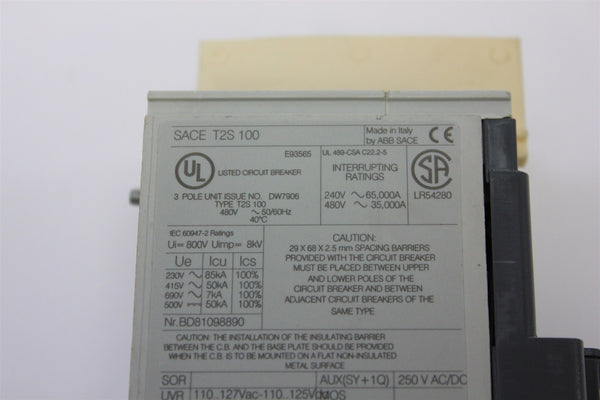 SACE T2S 100
Made in Italy
by ABB SACE
CE
UL
E93565
LISTED CIRCUIT BREAKER
3 POLE UNIT ISSUE NO. DW7906
TYPE T2S 100
480V ~ 50/60Hz
40°C
UL 489-CSA C22.2-5
INTERRUPTING
RATINGS
240V ~ 65,000A
480V ~ 35,000A
SA
LR54280
IEC 60947-2 Ratings
Ui= 800V Uimp= 8kV
Ue Icu Ics
230V ~ 85kA 100%
415V ~ 50kA 100%
690V ~ 7kA 100%
500V 50kA 100%
Nr.BD81098890
CAUTION:
29 X 68 X 2.5 mm SPACING BARRIERS
PROVIDED WITH THE CIRCUIT BREAKER
MUST BE PLACED BETWEEN UPPER
AND LOWER POLES OF THE
CIRCUIT BREAKER AND BETWEEN
ADJACENT CIRCUIT BREAKERS OF THE
SAME TYPE
CAUTION: THE INSTALLATION OF THE INSULATING BARRIER
BETWEEN THE C.B. AND THE BASE PLATE SHOULD BE PROVIDED
WHEN THE C.B. IS TO BE MOUNTED ON A FLAT NON-INSULATED
METAL SURFACE
SOR AUX(SY+1Q) 250 V AC/DC
UVR 110..127Vac-110..125Vdc